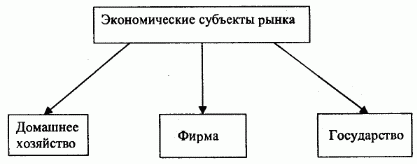 Экономические субъекты рынка
Домашнее
хозяйство
Фирма
Государство